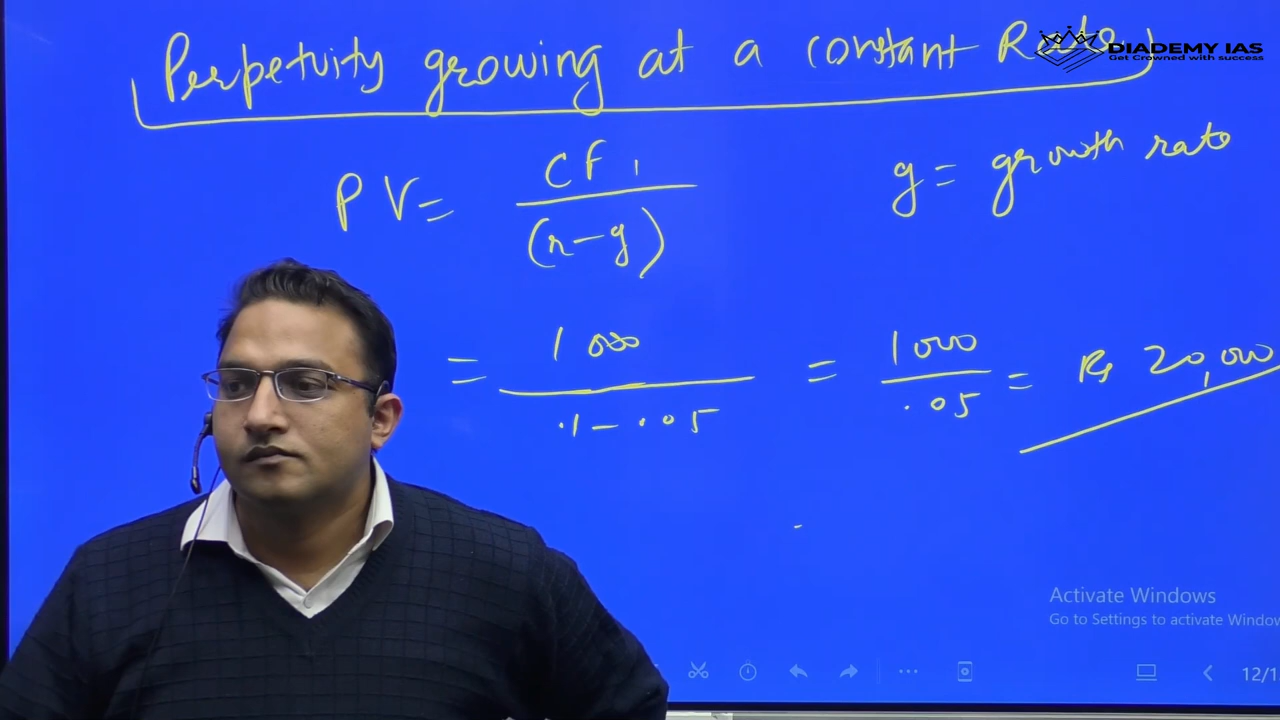 Perpetuity growing at a constant Rate
DIADEMY IAS
Get Crowned with success
PV = CF1 / (r-g)
g = growth rate
= 1000 / .1 - .05 = 1000 / .05 = Rs 20,000
Activate Windows
Go to Settings to activate Window
12/1